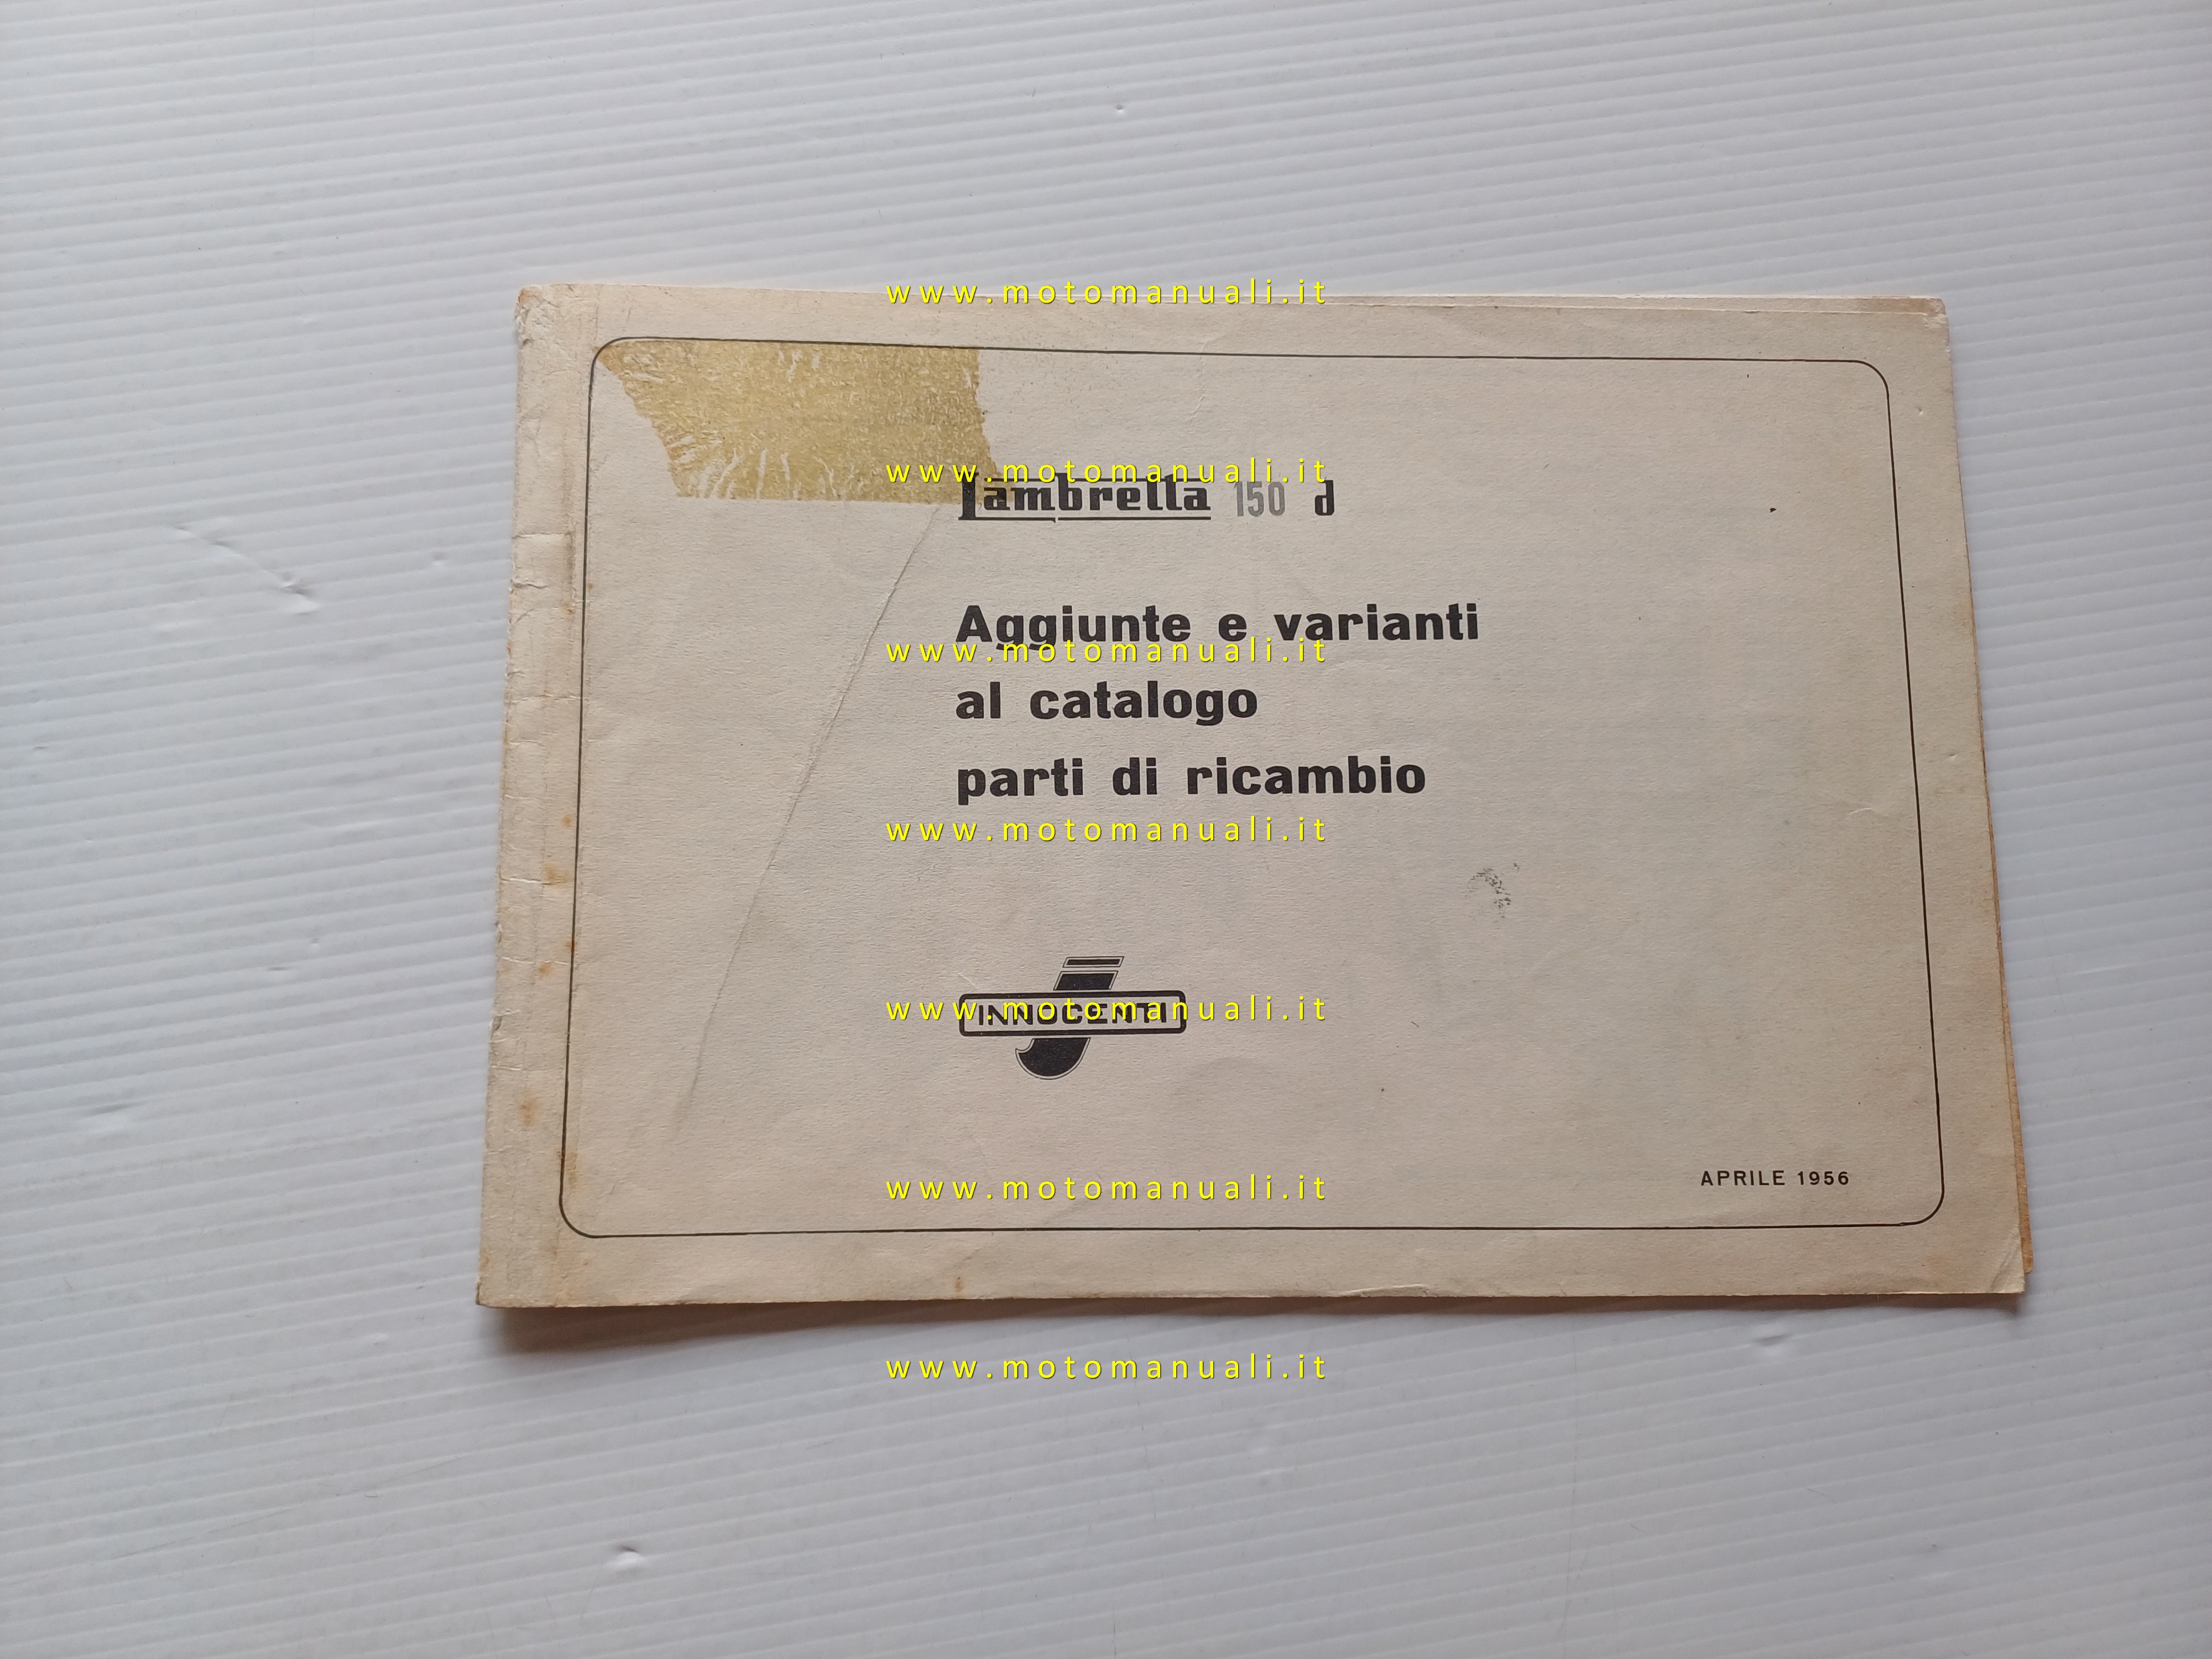 www.motomanuali.it
www.motomanuali.it
Lambretta 150 d
Aggiunte e varianti
www.motomanuali.it
al catalogo
parti di ricambio
www.motomanuali.it
INNOCENTI
www.motomanuali.it
APRILE 1956
www.motomanuali.it
www.motomanuali.it